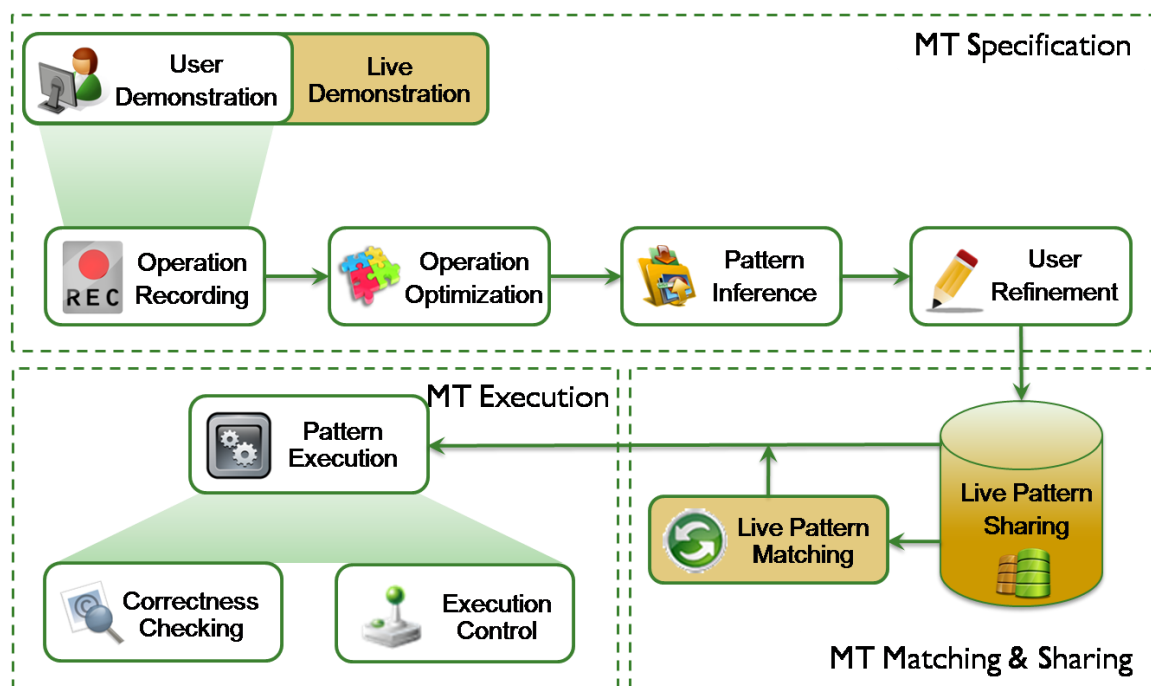 MT Specification
User
Demonstration
Live
Demonstration
REC
Operation
Recording
Operation
Optimization
Pattern
Inference
User
Refinement
MT Execution
Pattern
Execution
Live Pattern
Sharing
Live Pattern
Matching
C
Correctness
Checking
Execution
Control
MT Matching & Sharing